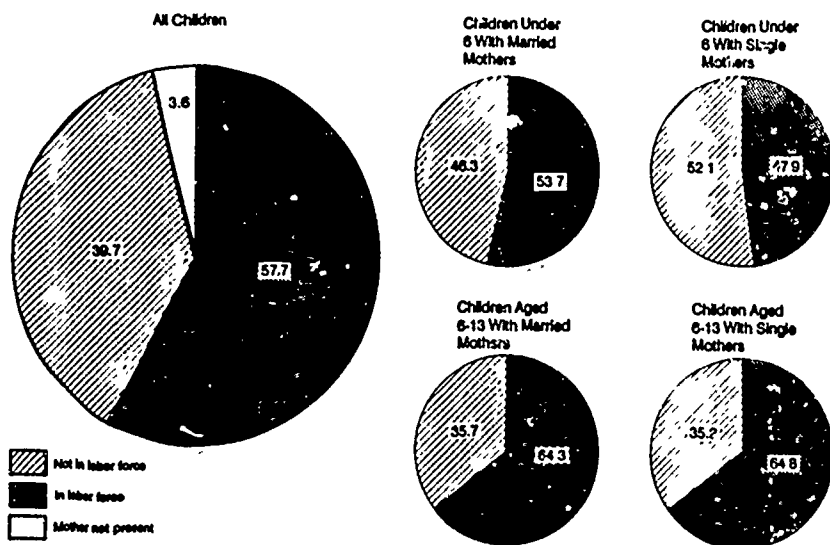 All Children
3.6
39.7
57.7
Children Under
6 With Married
Mothers
46.3
53.7
Children Under
6 With Single
Mothers
52.1
47.9
Children Aged
6-13 With Married
Mothers
35.7
64.3
Children Aged
6-13 With Single
Mothers
35.2
64.8
Not in labor force
In labor force
Mother not present